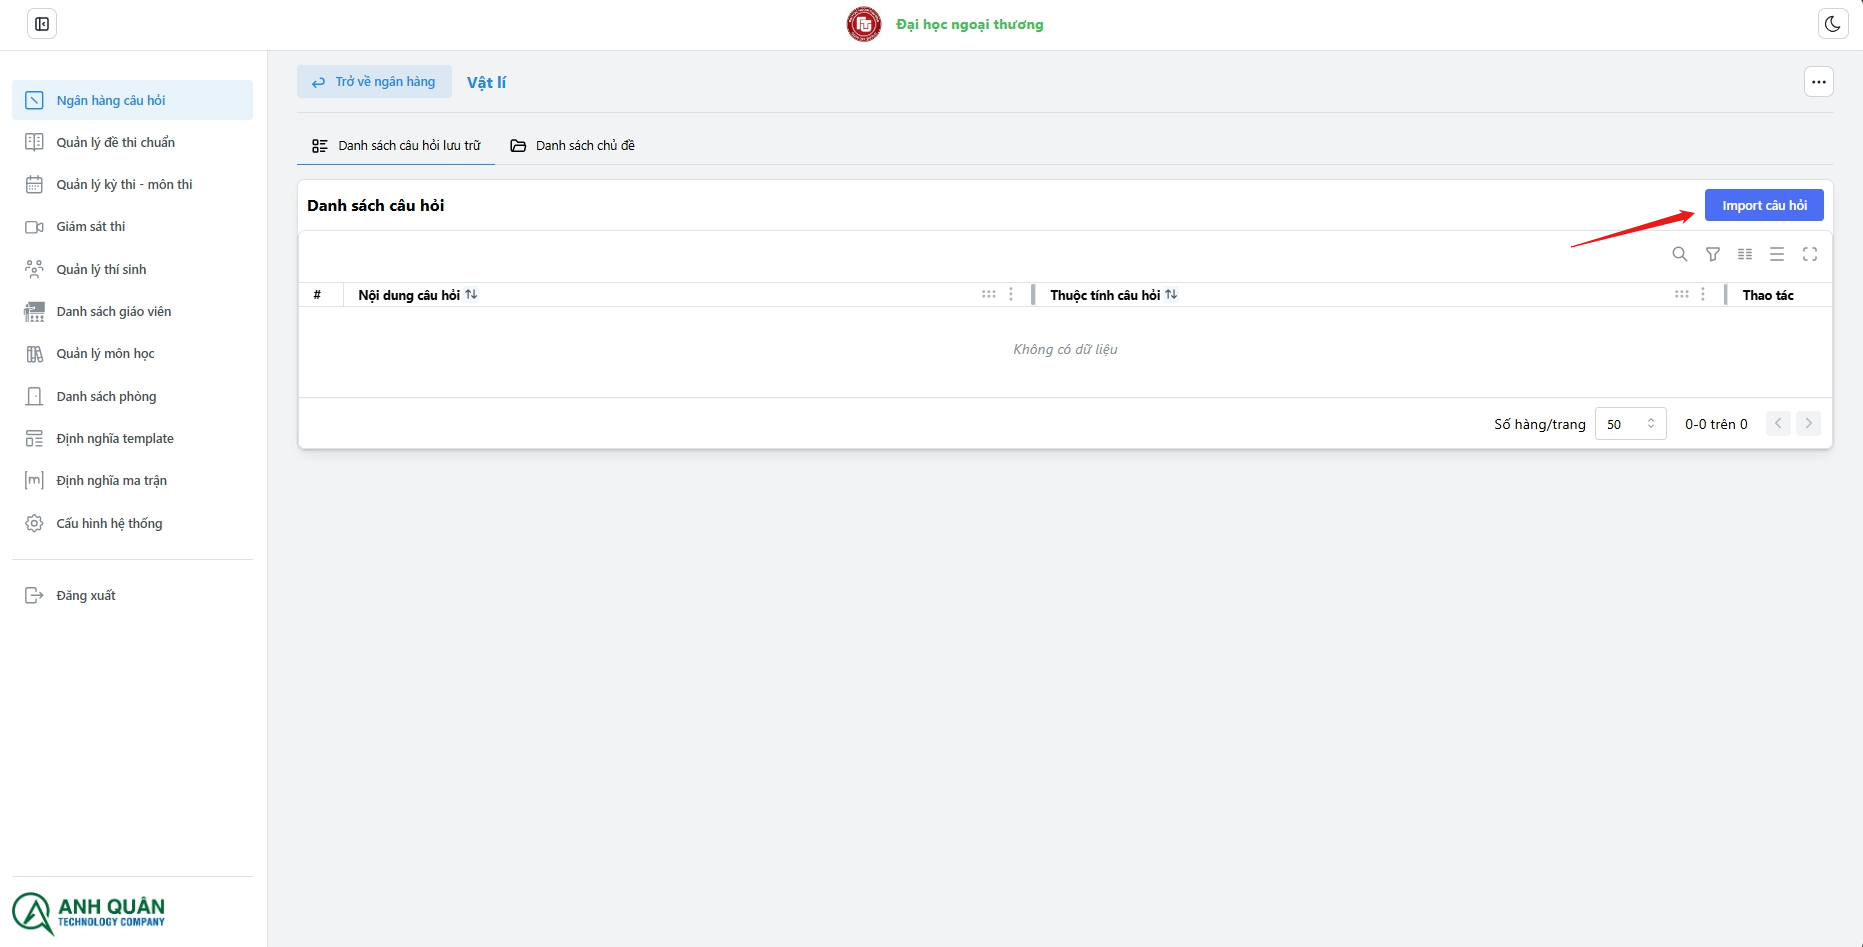 Đại học ngoại thương
Ngân hàng câu hỏi
Quản lý đề thi chuẩn
Quản lý kỳ thi - môn thi
Giám sát thi
Quản lý thí sinh
Danh sách giáo viên
Quản lý môn học
Danh sách phòng
Định nghĩa template
Định nghĩa ma trận
Cấu hình hệ thống
Đăng xuất
ANH QUÂN
TECHNOLOGY COMPANY
Trở về ngân hàng Vật lí
Danh sách câu hỏi lưu trữ Danh sách chủ đề
Danh sách câu hỏi Import câu hỏi
# Nội dung câu hỏi Thuộc tính câu hỏi Thao tác
Không có dữ liệu
Số hàng/trang 50 0-0 trên 0